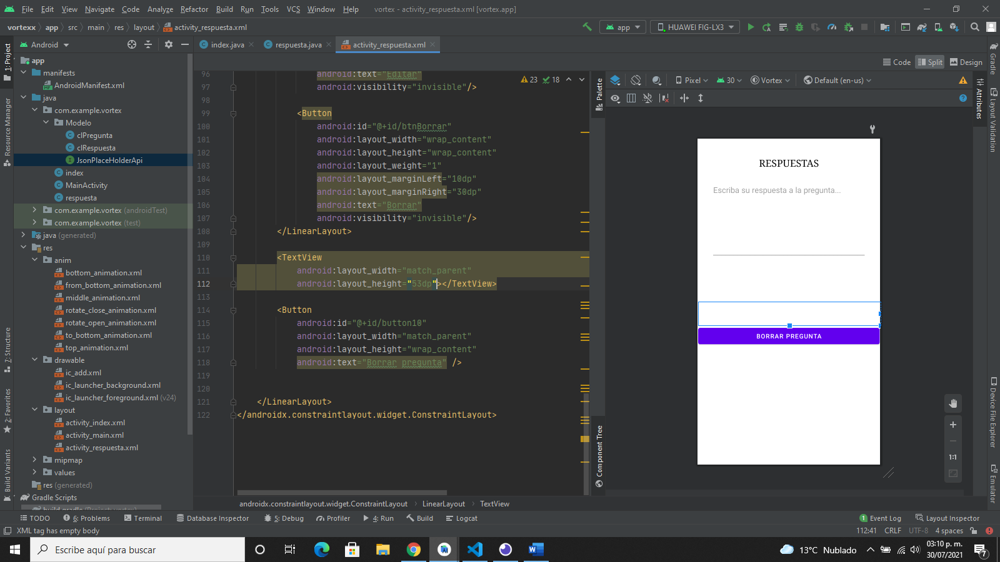 File Edit View Navigate Code Analyze Refactor Build Run Tools VCS Window Help vortex - activity_respuesta.xml [vortex.app]
vortexx app src main res layout activity_respuesta.xml app HUAWEI FIG-LX3
Android index.java respuesta.java activity_respuesta.xml
Code Split Design
1: Project
Resource Manager
7: Structure
2: Favorites
Build Variants
app
manifests
AndroidManifest.xml
java
com.example.vortex
Modelo
clPregunta
clRespuesta
JsonPlaceHolderApi
index
MainActivity
respuesta
com.example.vortex (androidTest)
com.example.vortex (test)
java (generated)
res
anim
bottom_animation.xml
from_bottom_animation.xml
middle_animation.xml
rotate_close_animation.xml
rotate_open_animation.xml
to_bottom_animation.xml
top_animation.xml
drawable
ic_add.xml
ic_launcher_background.xml
ic_launcher_foreground.xml (v24)
layout
activity_index.xml
activity_main.xml
activity_respuesta.xml
mipmap
values
res (generated)
Gradle Scripts
build.gradle (Project: vortex)
23 18
96 android:text="Editar"
97 android:visibility="invisible"/>
98
99 <Button
100 android:id="@+id/btnBorrar"
101 android:layout_width="wrap_content"
102 android:layout_height="wrap_content"
103 android:layout_weight="1"
104 android:layout_marginLeft="10dp"
105 android:layout_marginRight="30dp"
106 android:text="Borrar"
107 android:visibility="invisible"/>
108 </LinearLayout>
109
110 <TextView
111 android:layout_width="match_parent"
112 android:layout_height="53dp"></TextView>
113
114 <Button
115 android:id="@+id/button10"
116 android:layout_width="match_parent"
117 android:layout_height="wrap_content"
118 android:text="Borrar pregunta" />
119
120
121 </LinearLayout>
122 </androidx.constraintlayout.widget.ConstraintLayout>
androidx.constraintlayout.widget.ConstraintLayout LinearLayout TextView
Palette
Component Tree
Pixel 30 Vortex Default (en-us)
RESPUESTAS
Escriba su respuesta a la pregunta...
BORRAR PREGUNTA
1:1
Attributes
Gradle
Layout Validation
Device File Explorer
Emulator
TODO 6: Problems Terminal Database Inspector 5: Debug Profiler 4: Run Build Logcat 1 Event Log Layout Inspector
XML tag has empty body 112:41 CRLF UTF-8 4 spaces
Escribe aquí para buscar 13°C Nublado 03:10 p. m.
30/07/2021 7